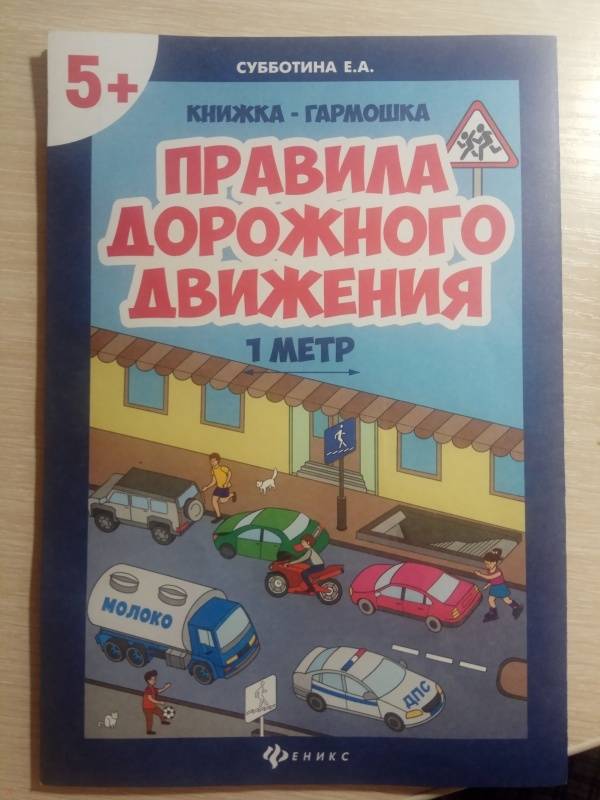 5+
СУББОТИНА Е.А.
КНИЖКА - ГАРМОШКА
ПРАВИЛА
ДОРОЖНОГО
ДВИЖЕНИЯ
1 МЕТР
МОЛОКО
ДПС
ФЕНИКС